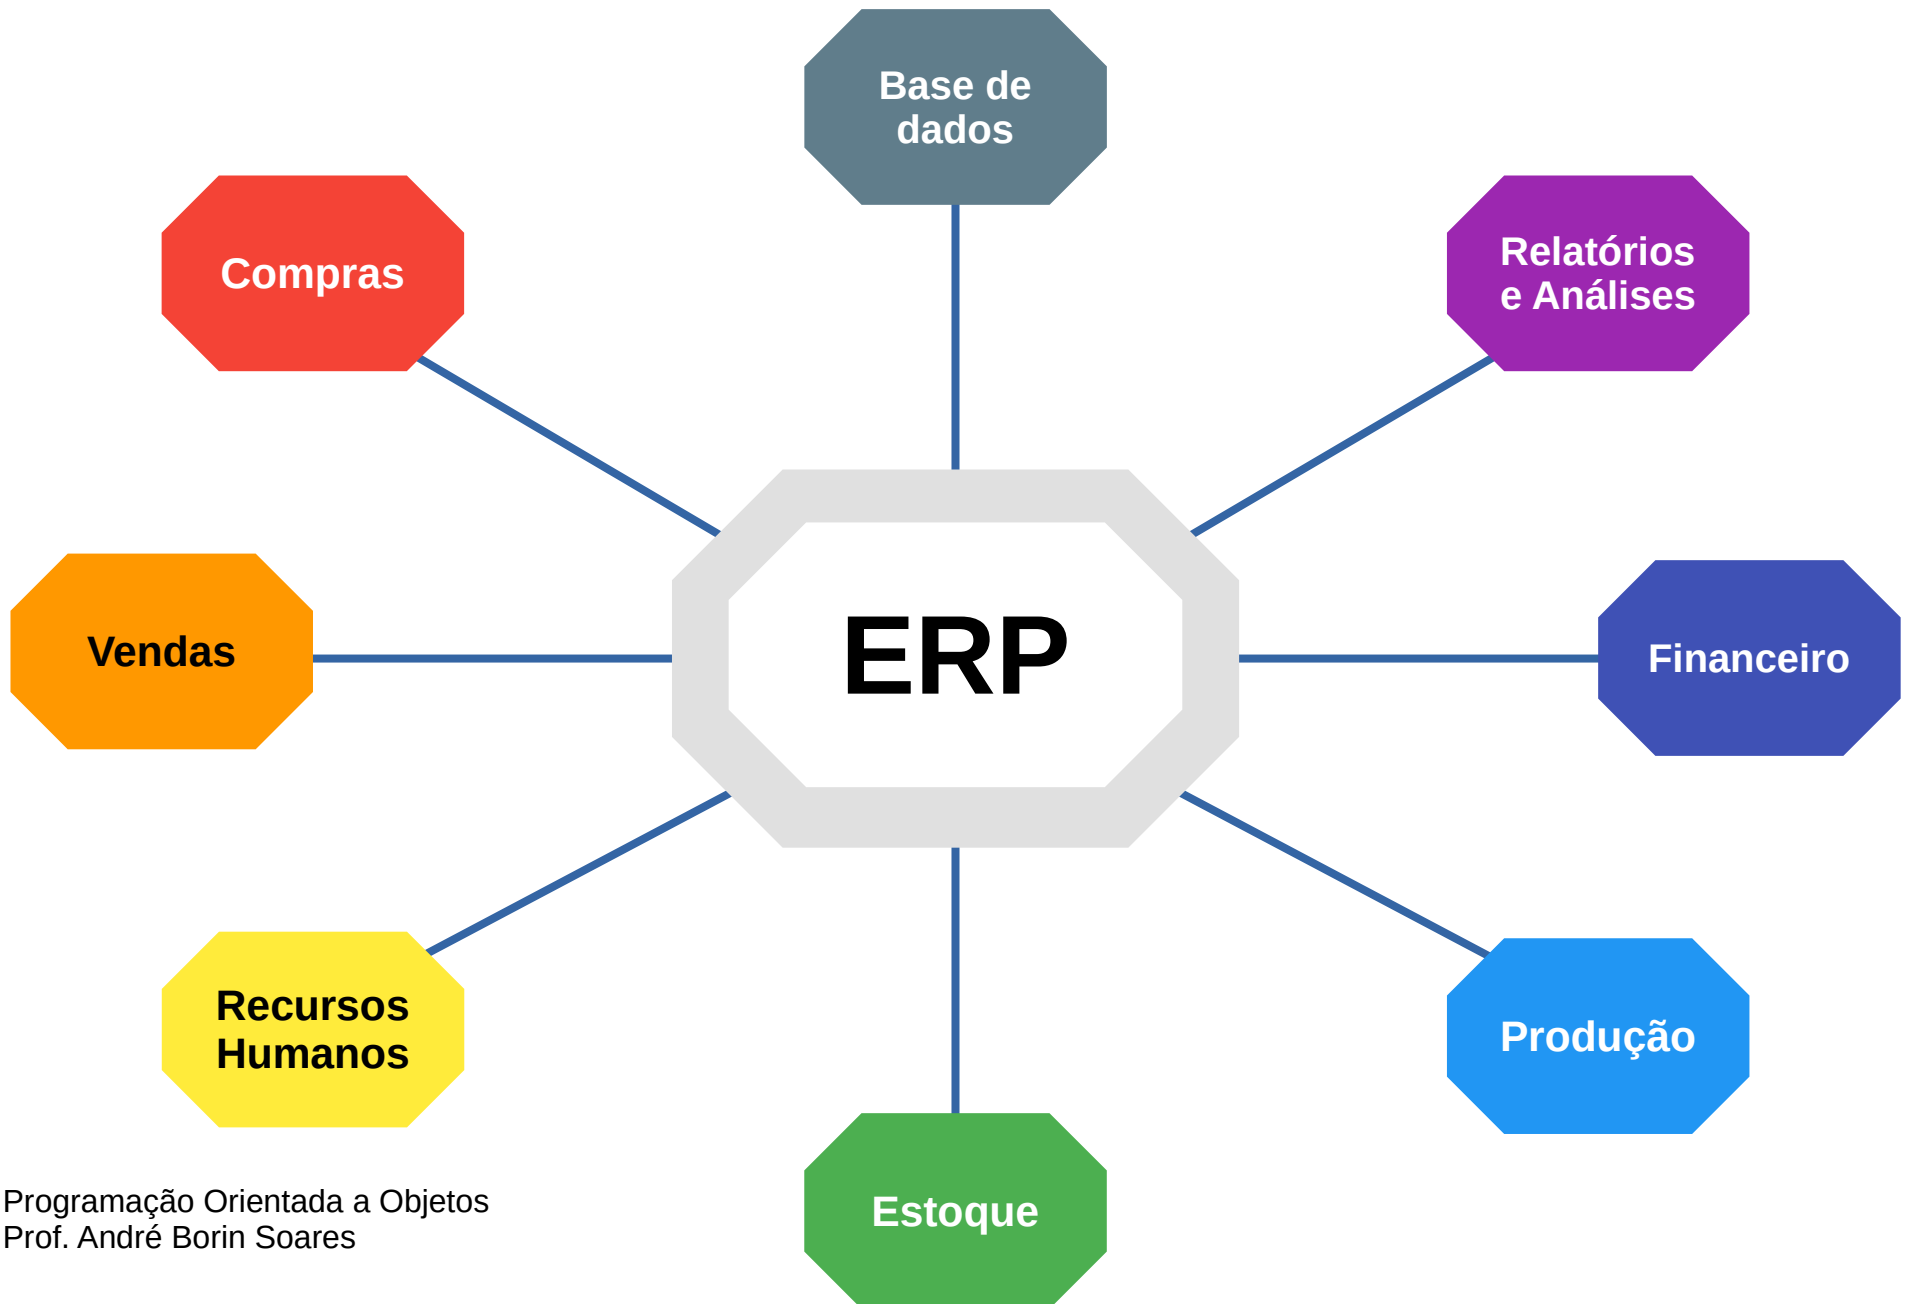 Base de
dados
Compras
Relatórios
e Análises
Vendas
ERP
Financeiro
Recursos
Humanos
Produção
Estoque
Programação Orientada a Objetos
Prof. André Borin Soares